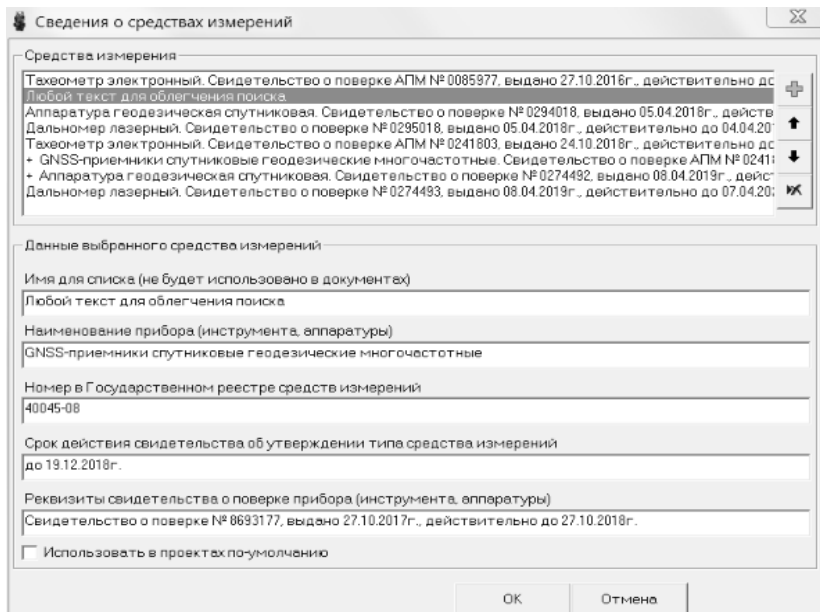 Сведения о средствах измерений
Средства измерения
Тахеометр электронный. Свидетельство о поверке АПМ № 0085977, выдано 27.10.2016г., действительно до
Любой текст для облегчения поиска
Аппаратура геодезическая спутниковая. Свидетельство о поверке № 0294018, выдано 05.04.2018г., действ
Дальномер лазерный. Свидетельство о поверке № 0295018, выдано 05.04.2018г., действительно до 04.04.20
Тахеометр электронный. Свидетельство о поверке АПМ № 0241803, выдано 24.10.2018г., действительно до
+ GNSS-приемники спутниковые геодезические многочастотные. Свидетельство о поверке АПМ № 0241
+ Аппаратура геодезическая спутниковая. Свидетельство о поверке № 0274492, выдано 08.04.2019г., дейст
Дальномер лазерный. Свидетельство о поверке № 0274493, выдано 08.04.2019г., действительно до 07.04.20
Данные выбранного средства измерений
Имя для списка (не будет использовано в документах)
Любой текст для облегчения поиска
Наименование прибора (инструмента, аппаратуры)
GNSS-приемники спутниковые геодезические многочастотные
Номер в Государственном реестре средств измерений
40045-08
Срок действия свидетельства об утверждении типа средства измерений
до 19.12.2018г.
Реквизиты свидетельства о поверке прибора (инструмента, аппаратуры)
Свидетельство о поверке № 8693177, выдано 27.10.2017г., действительно до 27.10.2018г.
Использовать в проектах по-умолчанию
OK
Отмена